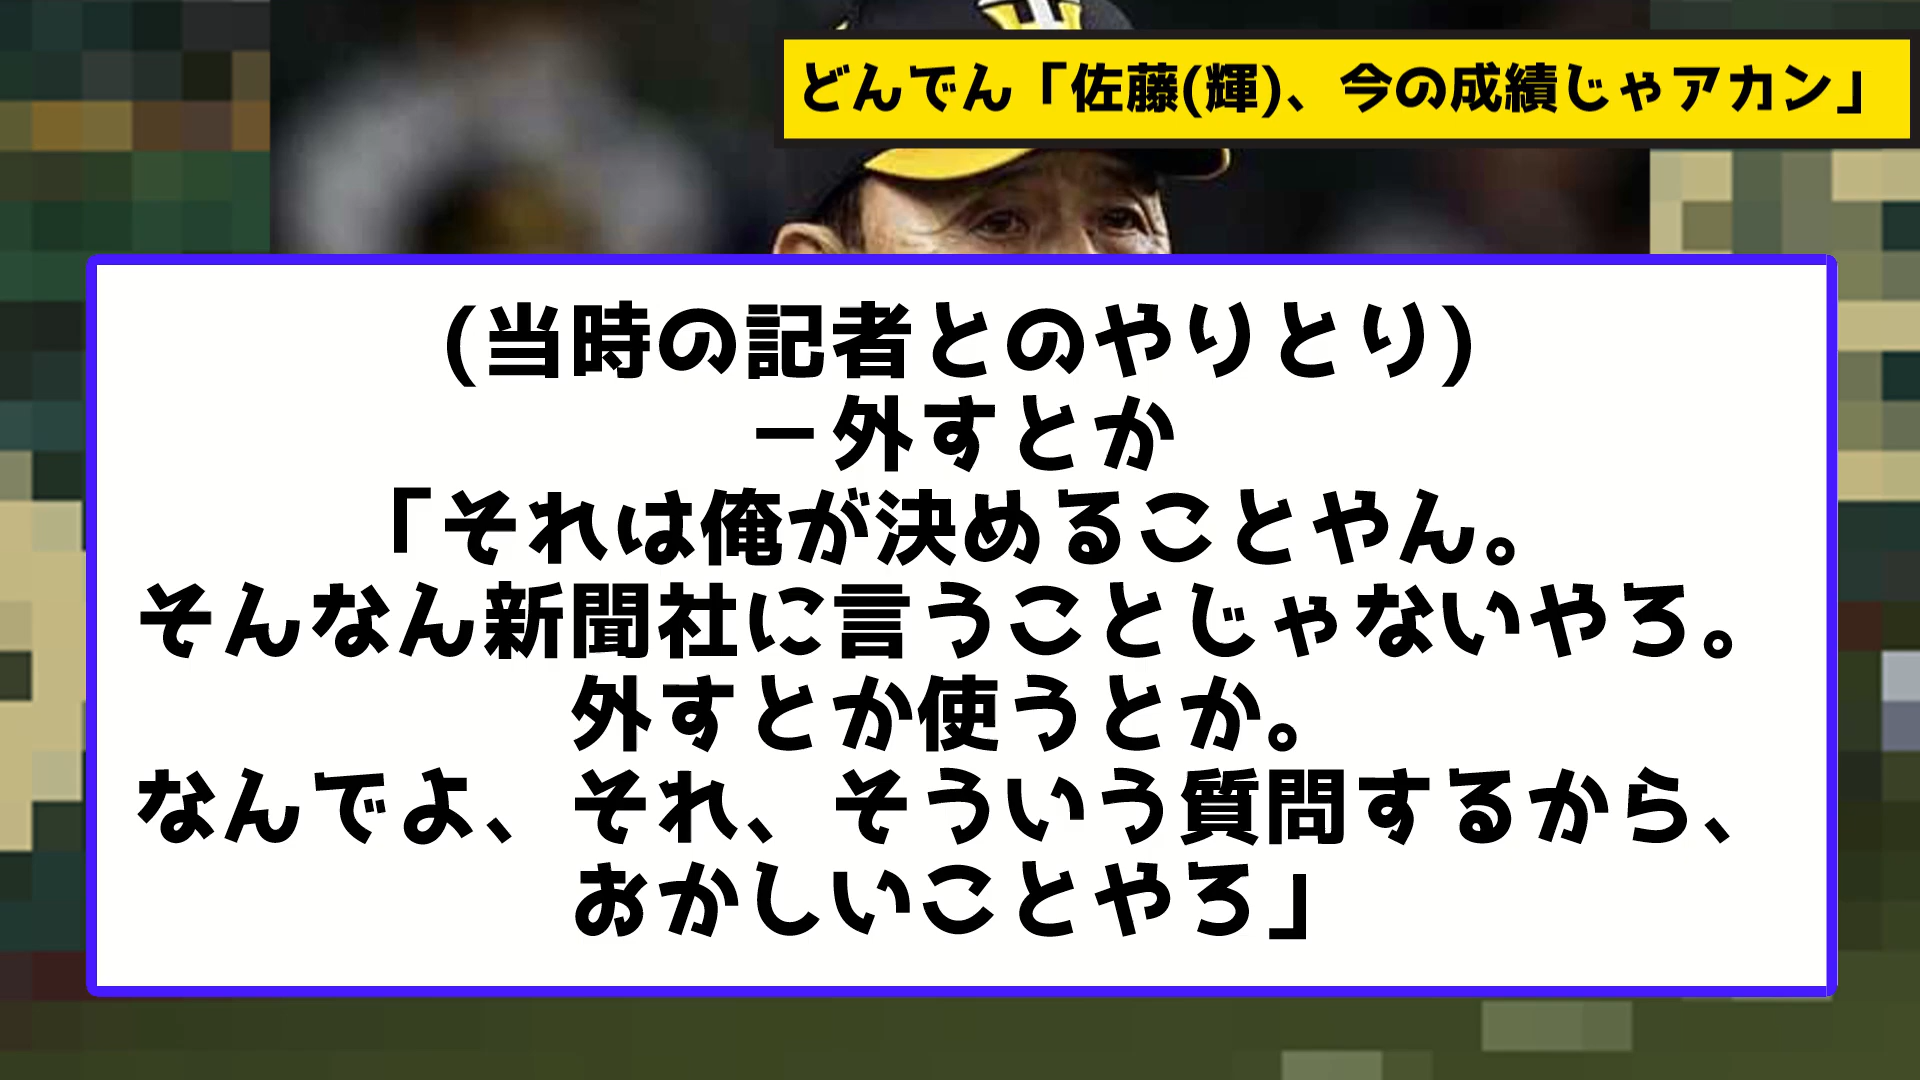 どんでん「佐藤(輝)、今の成績じゃアカン」
(当時の記者とのやりとり)
－外すとか
「それは俺が決めることやん。
そんなん新聞社に言うことじゃないやろ。
外すとか使うとか。
なんでよ、それ、そういう質問するから、
おかしいことやろ」